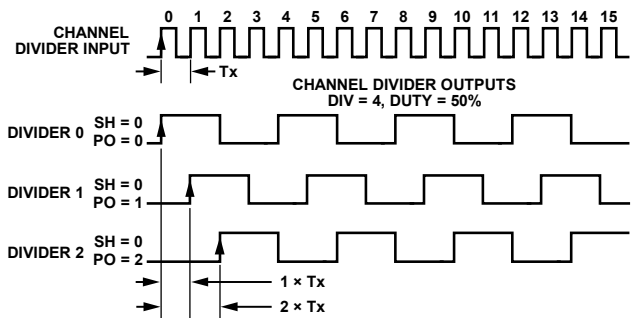 0 1 2 3 4 5 6 7 8 9 10 11 12 13 14 15
CHANNEL
DIVIDER INPUT
Tx
CHANNEL DIVIDER OUTPUTS
DIV = 4, DUTY = 50%
DIVIDER 0
SH = 0
PO = 0
DIVIDER 1
SH = 0
PO = 1
DIVIDER 2
SH = 0
PO = 2
1 × Tx
2 × Tx